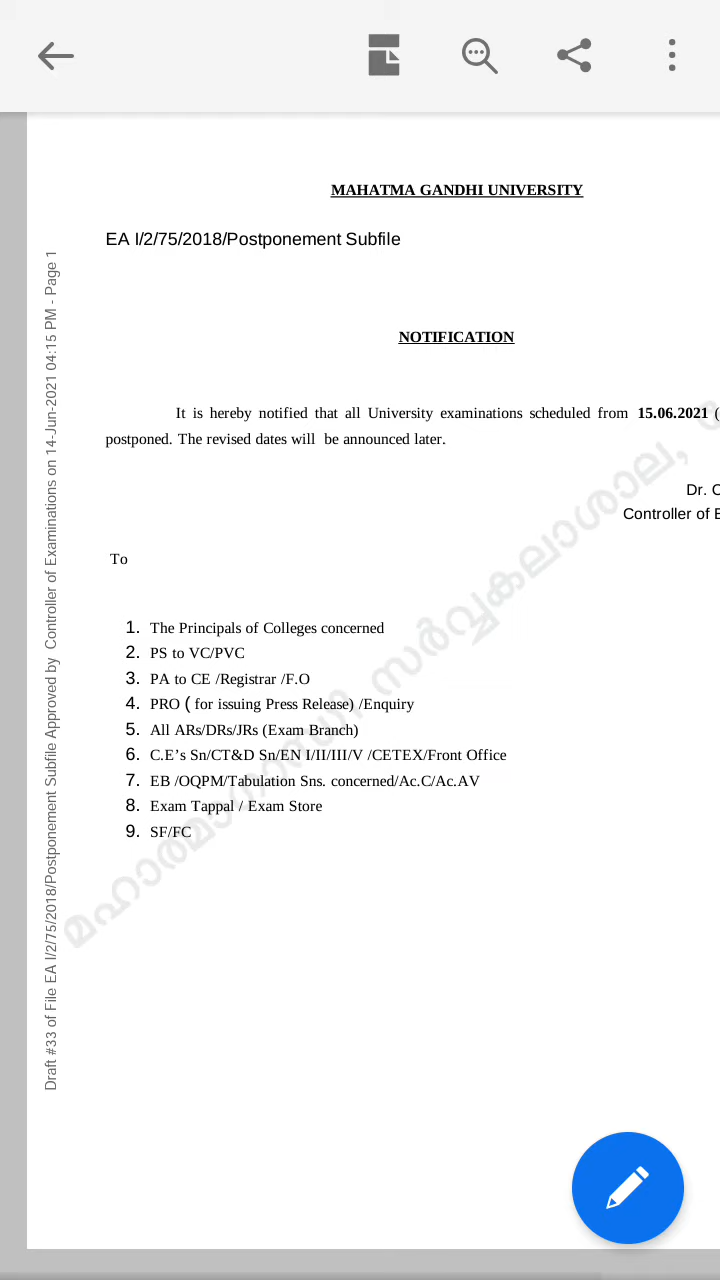 MAHATMA GANDHI UNIVERSITY
EA I/2/75/2018/Postponement Subfile
NOTIFICATION
It is hereby notified that all University examinations scheduled from 15.06.2021 (
postponed. The revised dates will be announced later.
Dr. C
Controller of E
To
1. The Principals of Colleges concerned
2. PS to VC/PVC
3. PA to CE /Registrar /F.O
4. PRO ( for issuing Press Release) /Enquiry
5. All ARs/DRs/JRs (Exam Branch)
6. C.E’s Sn/CT&D Sn/EN I/II/III/V /CETEX/Front Office
7. EB /OQPM/Tabulation Sns. concerned/Ac.C/Ac.AV
8. Exam Tappal / Exam Store
9. SF/FC
Draft #33 of File EA I/2/75/2018/Postponement Subfile Approved by Controller of Examinations on 14-Jun-2021 04:15 PM - Page 1
മഹാത്മാഗാന്ധി സർവ്വകലാശാല,